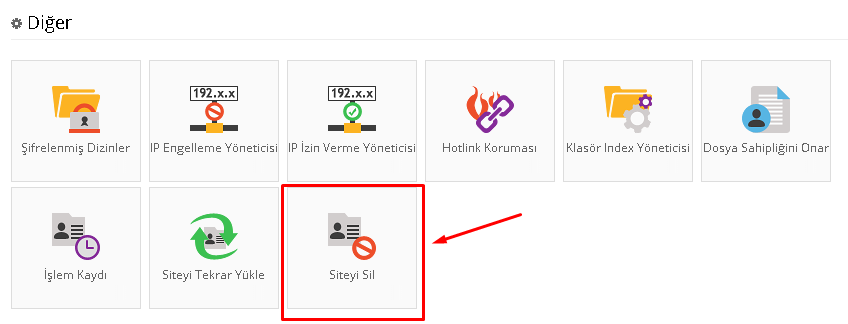 Diğer
192.x.x
192.x.x
Şifrelenmiş Dizinler
IP Engelleme Yöneticisi
IP İzin Verme Yöneticisi
Hotlink Koruması
Klasör Index Yöneticisi
Dosya Sahipliğini Onar
İşlem Kaydı
Siteyi Tekrar Yükle
Siteyi Sil